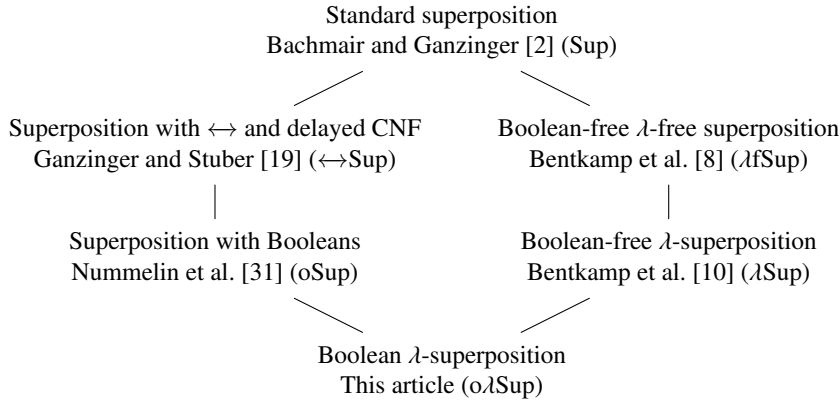 Standard superposition
Bachmair and Ganzinger [2] (Sup)
Superposition with ↔ and delayed CNF
Ganzinger and Stuber [19] (↔Sup)
Boolean-free λ-free superposition
Bentkamp et al. [8] (λfSup)
Superposition with Booleans
Nummelin et al. [31] (oSup)
Boolean-free λ-superposition
Bentkamp et al. [10] (λSup)
Boolean λ-superposition
This article (oλSup)